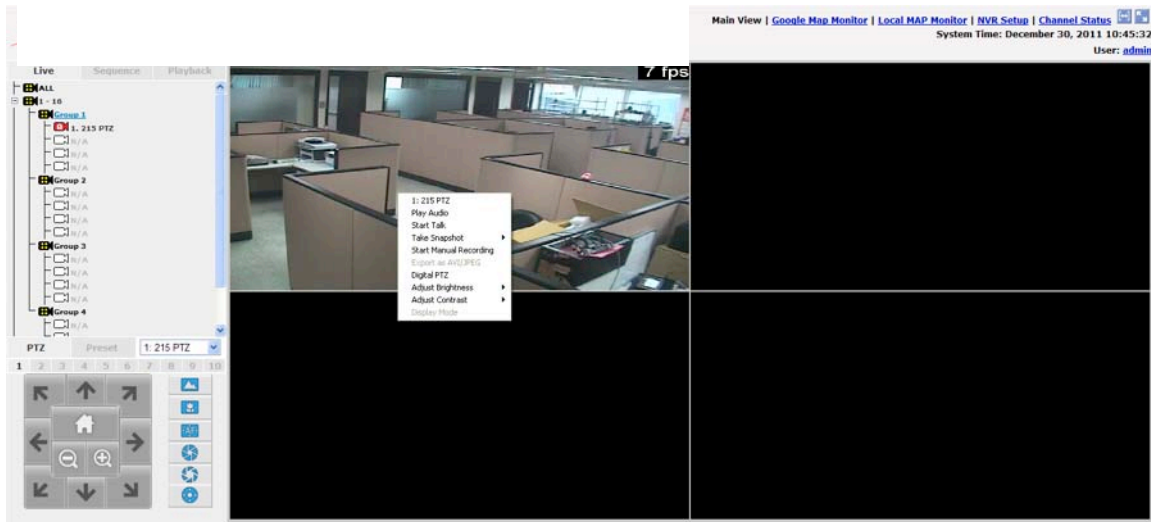 Main View | Google Map Monitor | Local MAP Monitor | NVR Setup | Channel Status
System Time: December 30, 2011 10:45:32
User: admin
Live Sequence Playback
ALL
1 - 16
Group 1
1. 215 PTZ
N/A
N/A
N/A
Group 2
N/A
N/A
N/A
N/A
Group 3
N/A
N/A
N/A
N/A
Group 4
N/A
7 fps
1: 215 PTZ
Play Audio
Start Talk
Take Snapshot
Start Manual Recording
Export as AVI/JPEG
Digital PTZ
Adjust Brightness
Adjust Contrast
Display Mode
PTZ Preset 1: 215 PTZ
1 2 3 4 5 6 7 8 9 10
AF